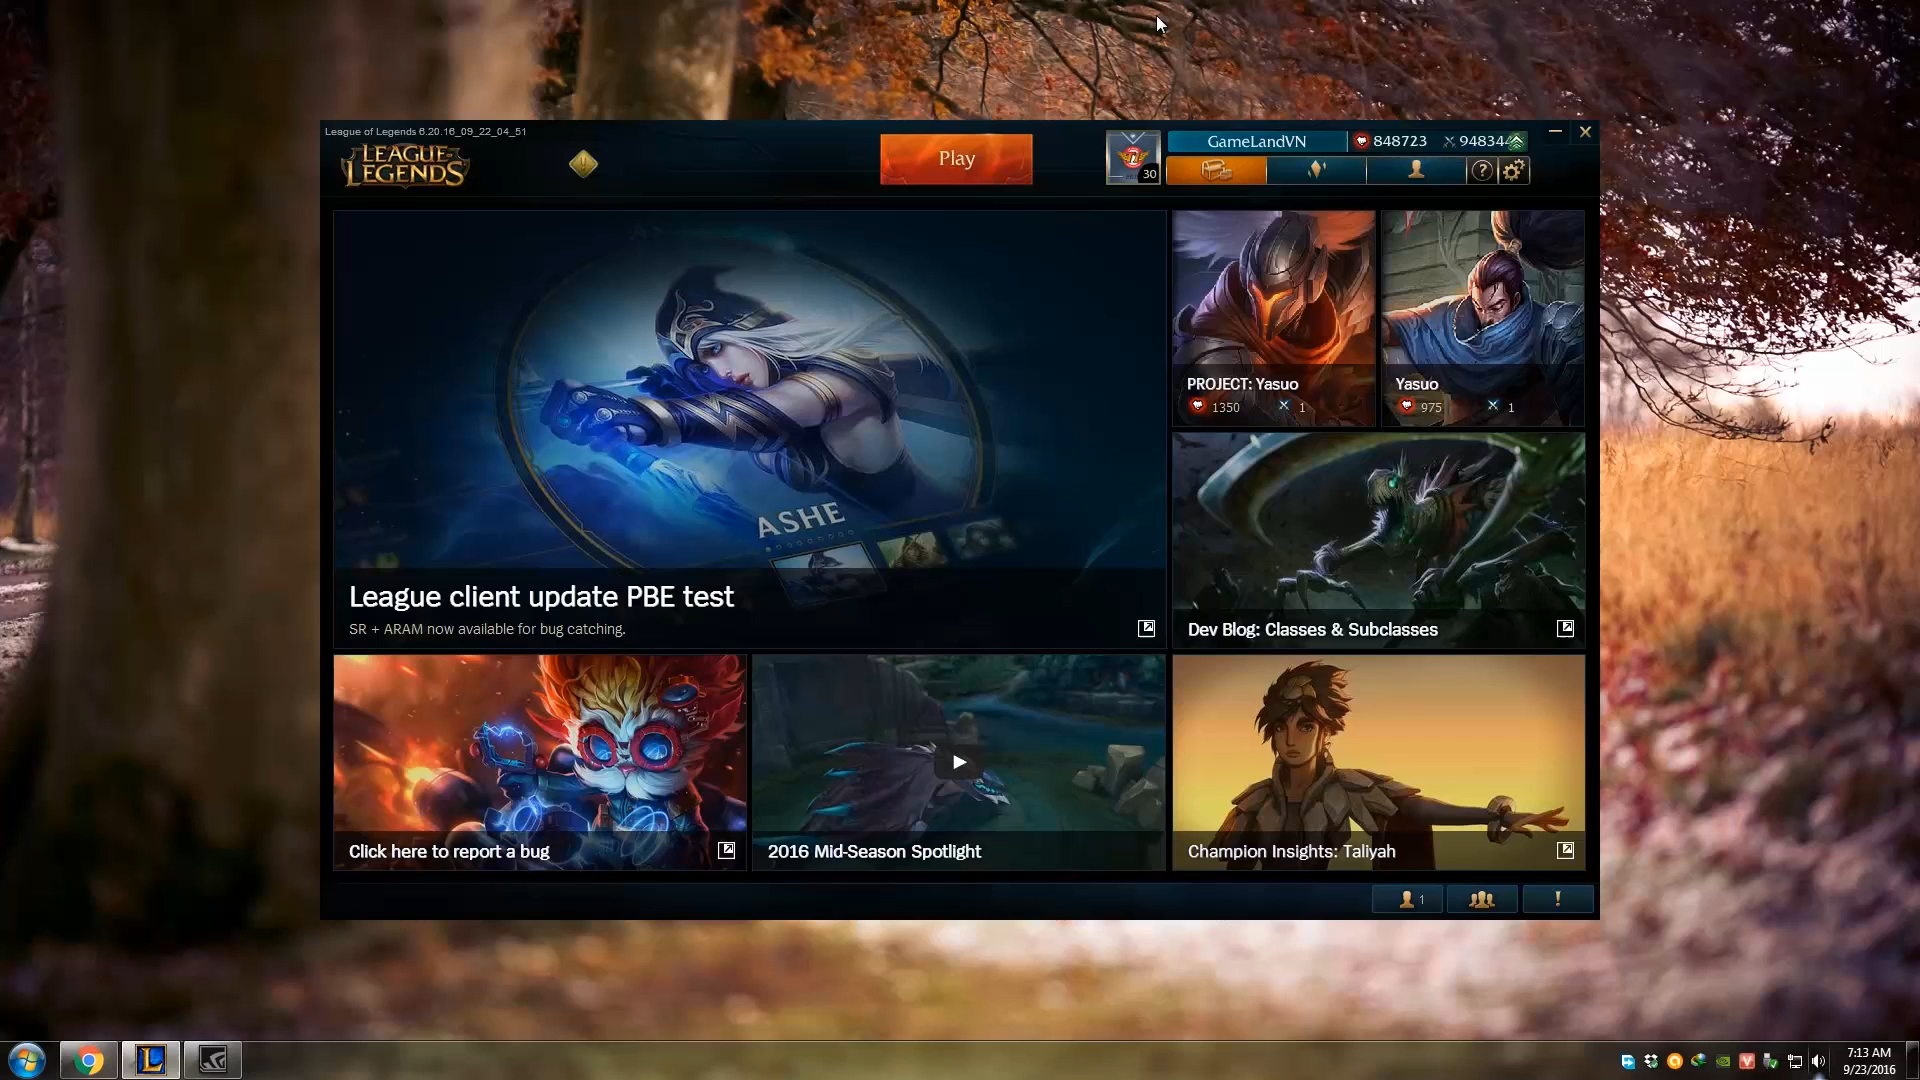 League of Legends 6.20.16_09_22_04_51
LEAGUE OF LEGENDS
Play
30
GameLandVN
848723
948344
PROJECT: Yasuo
1350
1
Yasuo
975
1
ASHE
League client update PBE test
SR + ARAM now available for bug catching.
Dev Blog: Classes & Subclasses
Click here to report a bug
2016 Mid-Season Spotlight
Champion Insights: Taliyah
1
7:13 AM
9/23/2016